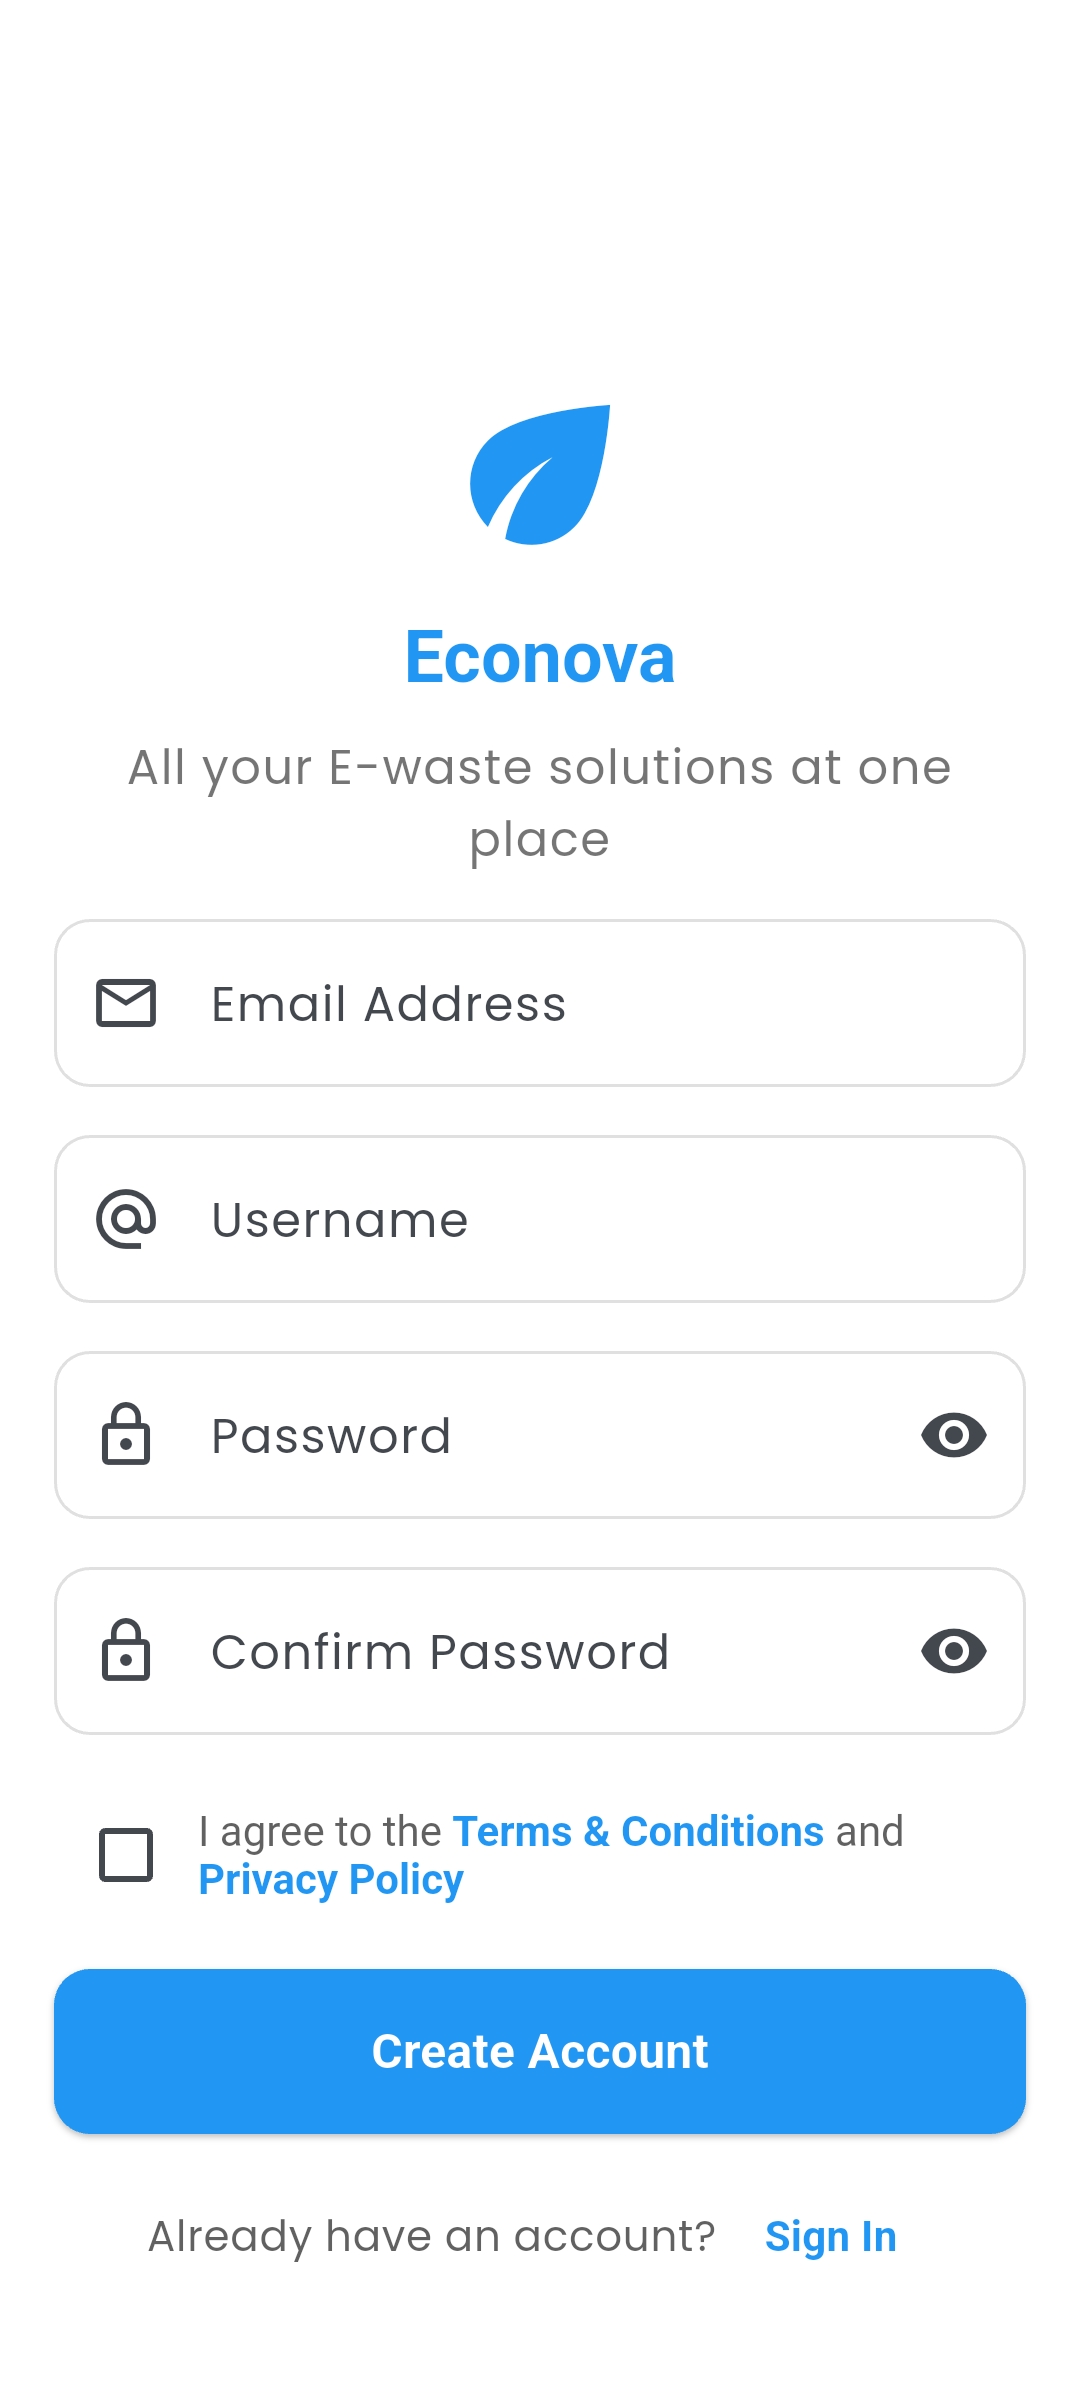 Econova
All your E-waste solutions at one
place
Email Address
Username
Password
Confirm Password
I agree to the Terms & Conditions and
Privacy Policy
Create Account
Already have an account? Sign In